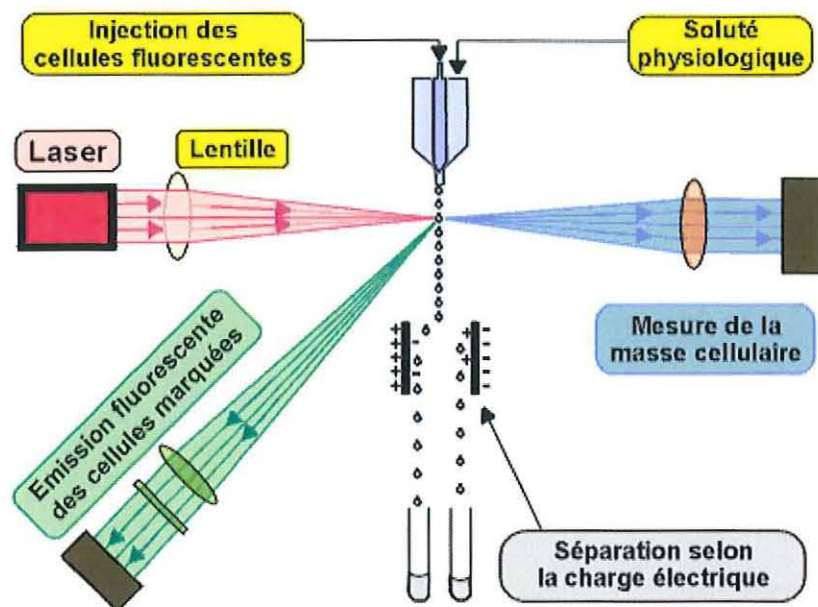 Injection des
cellules fluorescentes
Soluté
physiologique
Laser
Lentille
Mesure de la
masse cellulaire
Emission fluorescente
des cellules marquées
+
+
+
+
+
-
-
+
-
+
-
-
-
-
Séparation selon
la charge électrique